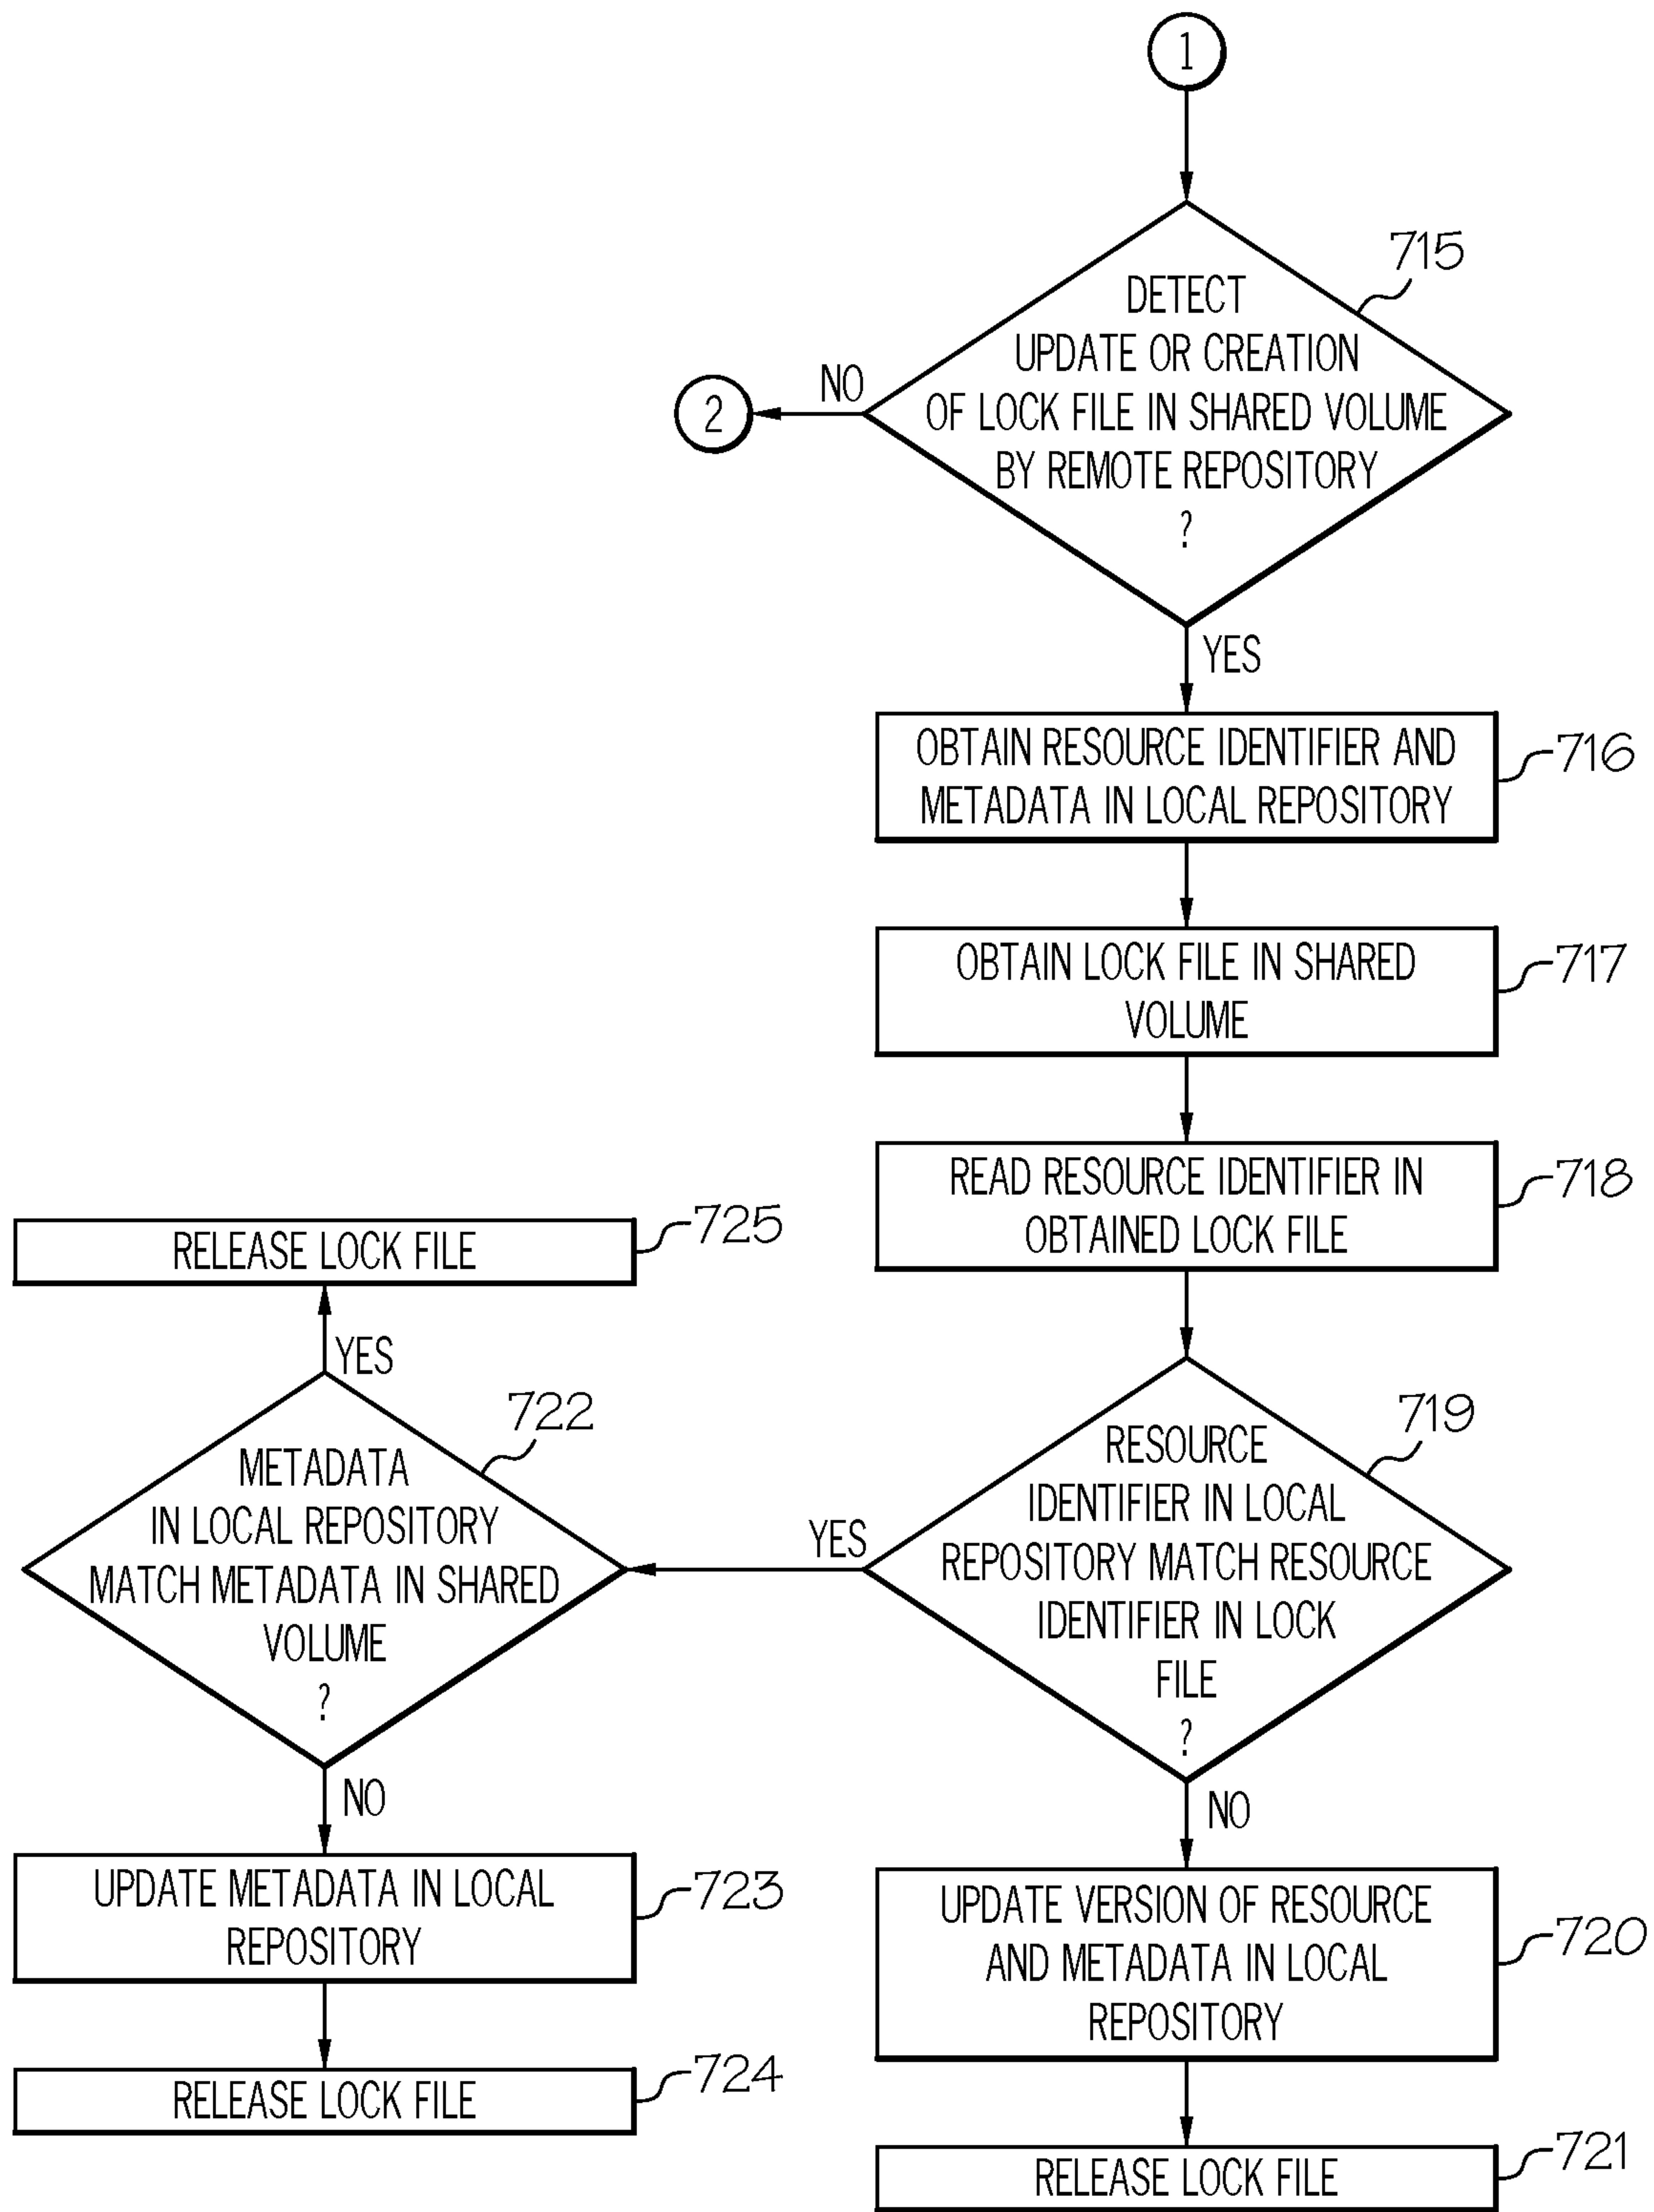 1
715
DETECT
UPDATE OR CREATION
OF LOCK FILE IN SHARED VOLUME
BY REMOTE REPOSITORY
?
NO
2
YES
OBTAIN RESOURCE IDENTIFIER AND
METADATA IN LOCAL REPOSITORY
716
OBTAIN LOCK FILE IN SHARED
VOLUME
717
READ RESOURCE IDENTIFIER IN
OBTAINED LOCK FILE
718
719
RESOURCE
IDENTIFIER IN LOCAL
REPOSITORY MATCH RESOURCE
IDENTIFIER IN LOCK
FILE
?
YES
NO
UPDATE VERSION OF RESOURCE
AND METADATA IN LOCAL
REPOSITORY
720
RELEASE LOCK FILE
721
RELEASE LOCK FILE
725
YES
722
METADATA
IN LOCAL REPOSITORY
MATCH METADATA IN SHARED
VOLUME
?
NO
UPDATE METADATA IN LOCAL
REPOSITORY
723
RELEASE LOCK FILE
724